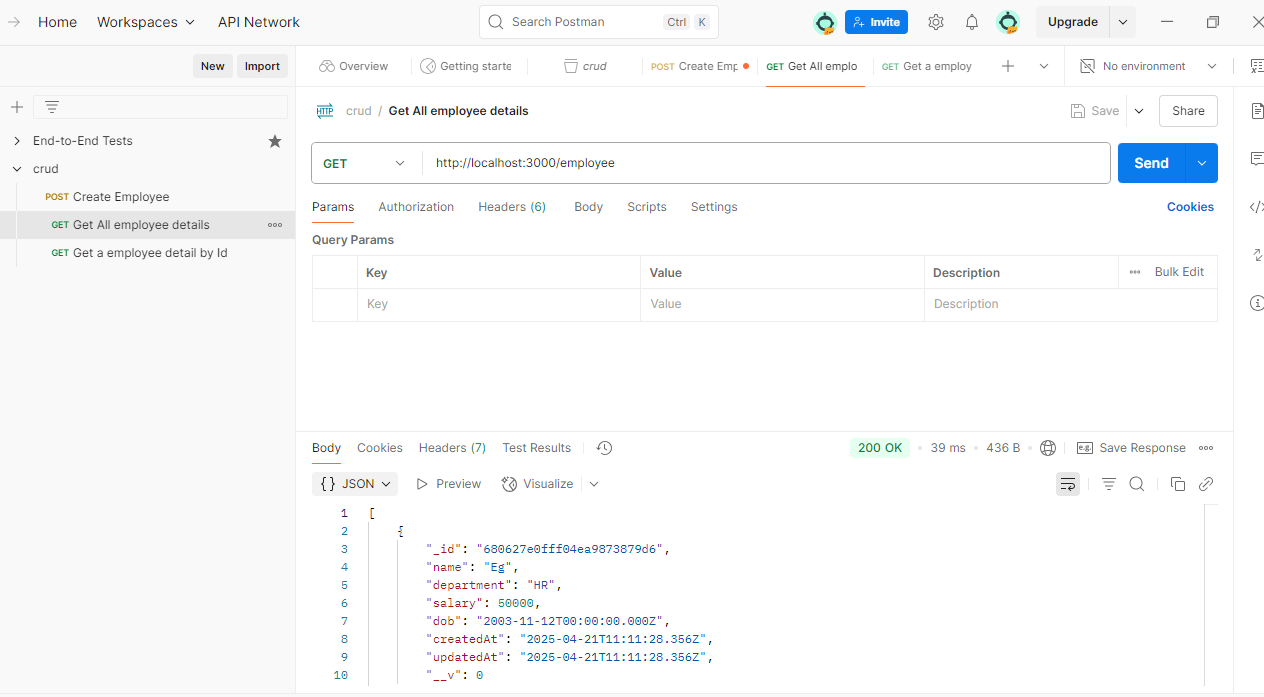 Home Workspaces API Network Search Postman Ctrl K Invite Upgrade
New Import Overview Getting starte crud POST Create Emp GET Get All emplo GET Get a employ No environment
HTTP crud / Get All employee details Save Share
End-to-End Tests
crud
POST Create Employee
GET Get All employee details
GET Get a employee detail by Id
GET http://localhost:3000/employee Send
Params Authorization Headers (6) Body Scripts Settings Cookies
Query Params
Key Value Description Bulk Edit
Key Value Description
Body Cookies Headers (7) Test Results 200 OK 39 ms 436 B e.g. Save Response
{} JSON Preview Visualize
1 [
2 {
3 "_id": "680627e0fff04ea9873879d6",
4 "name": "Eg",
5 "department": "HR",
6 "salary": 50000,
7 "dob": "2003-11-12T00:00:00.000Z",
8 "createdAt": "2025-04-21T11:11:28.356Z",
9 "updatedAt": "2025-04-21T11:11:28.356Z",
10 "__v": 0